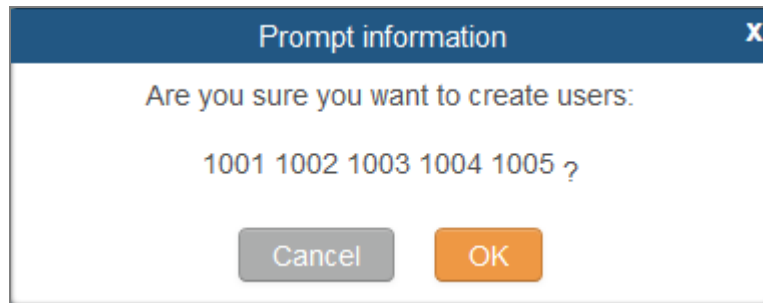 Prompt information x
Are you sure you want to create users:
1001 1002 1003 1004 1005 ?
Cancel OK